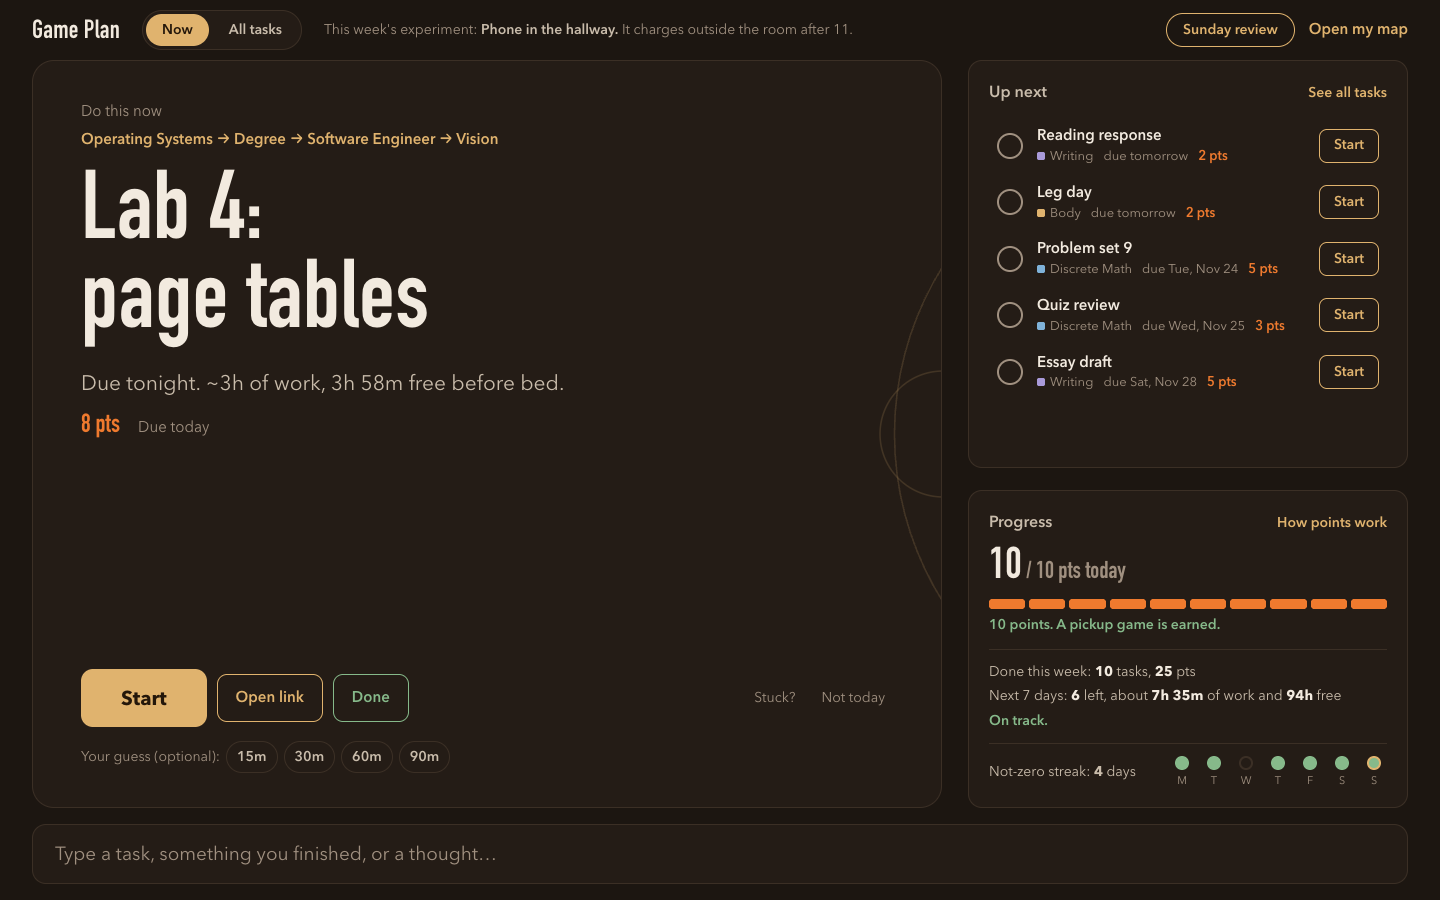 Game Plan
Now
All tasks
This week's experiment: Phone in the hallway. It charges outside the room after 11.
Sunday review
Open my map
Do this now
Operating Systems → Degree → Software Engineer → Vision
Lab 4:
page tables
Due tonight. ~3h of work, 3h 58m free before bed.
8 pts Due today
Start
Open link
Done
Stuck?
Not today
Your guess (optional): 15m 30m 60m 90m
Up next
See all tasks
Reading response
Writing due tomorrow 2 pts
Start
Leg day
Body due tomorrow 2 pts
Start
Problem set 9
Discrete Math due Tue, Nov 24 5 pts
Start
Quiz review
Discrete Math due Wed, Nov 25 3 pts
Start
Essay draft
Writing due Sat, Nov 28 5 pts
Start
Progress
How points work
10 / 10 pts today
10 points. A pickup game is earned.
Done this week: 10 tasks, 25 pts
Next 7 days: 6 left, about 7h 35m of work and 94h free
On track.
Not-zero streak: 4 days
M T W T F S S
Type a task, something you finished, or a thought…